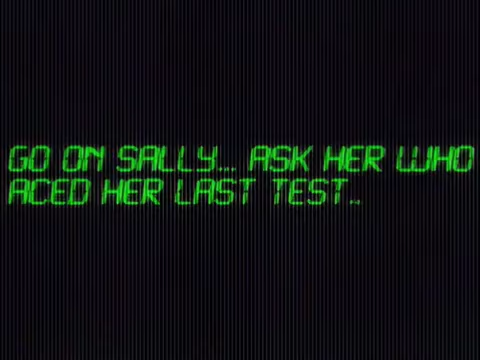 GO ON SALLY... ASK HER WHO
ACED HER LAST TEST..